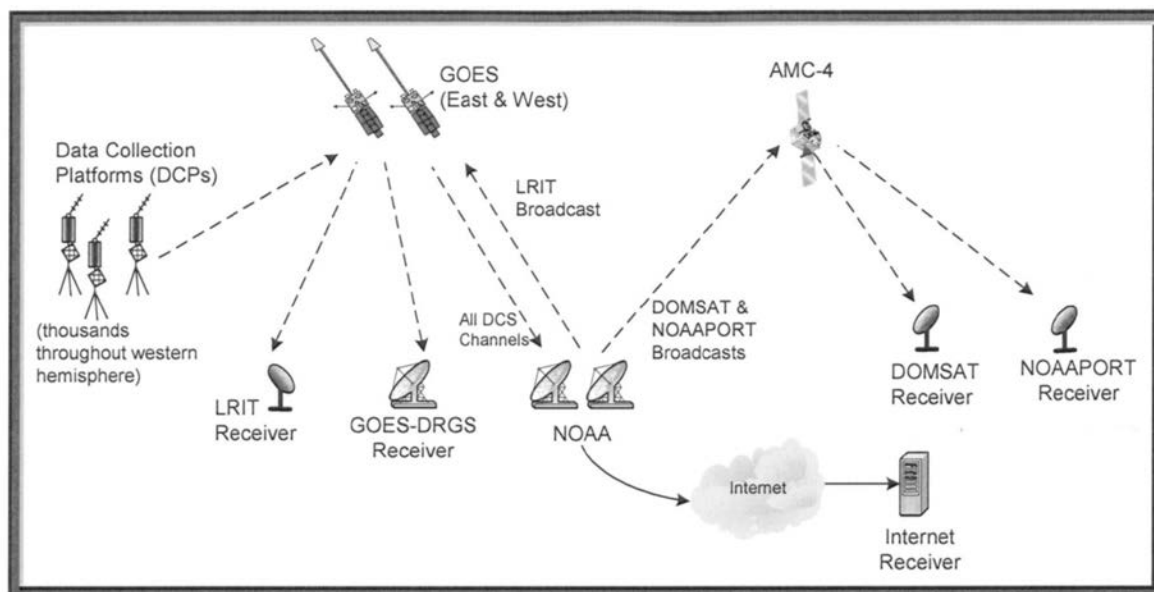 GOES
(East & West)
AMC-4
Data Collection
Platforms (DCPs)
LRIT
Broadcast
(thousands
throughout western
hemisphere)
All DCS
Channels
DOMSAT &
NOAAPORT
Broadcasts
LRIT
Receiver
GOES-DRGS
Receiver
NOAA
DOMSAT
Receiver
NOAAPORT
Receiver
Internet
Internet
Receiver